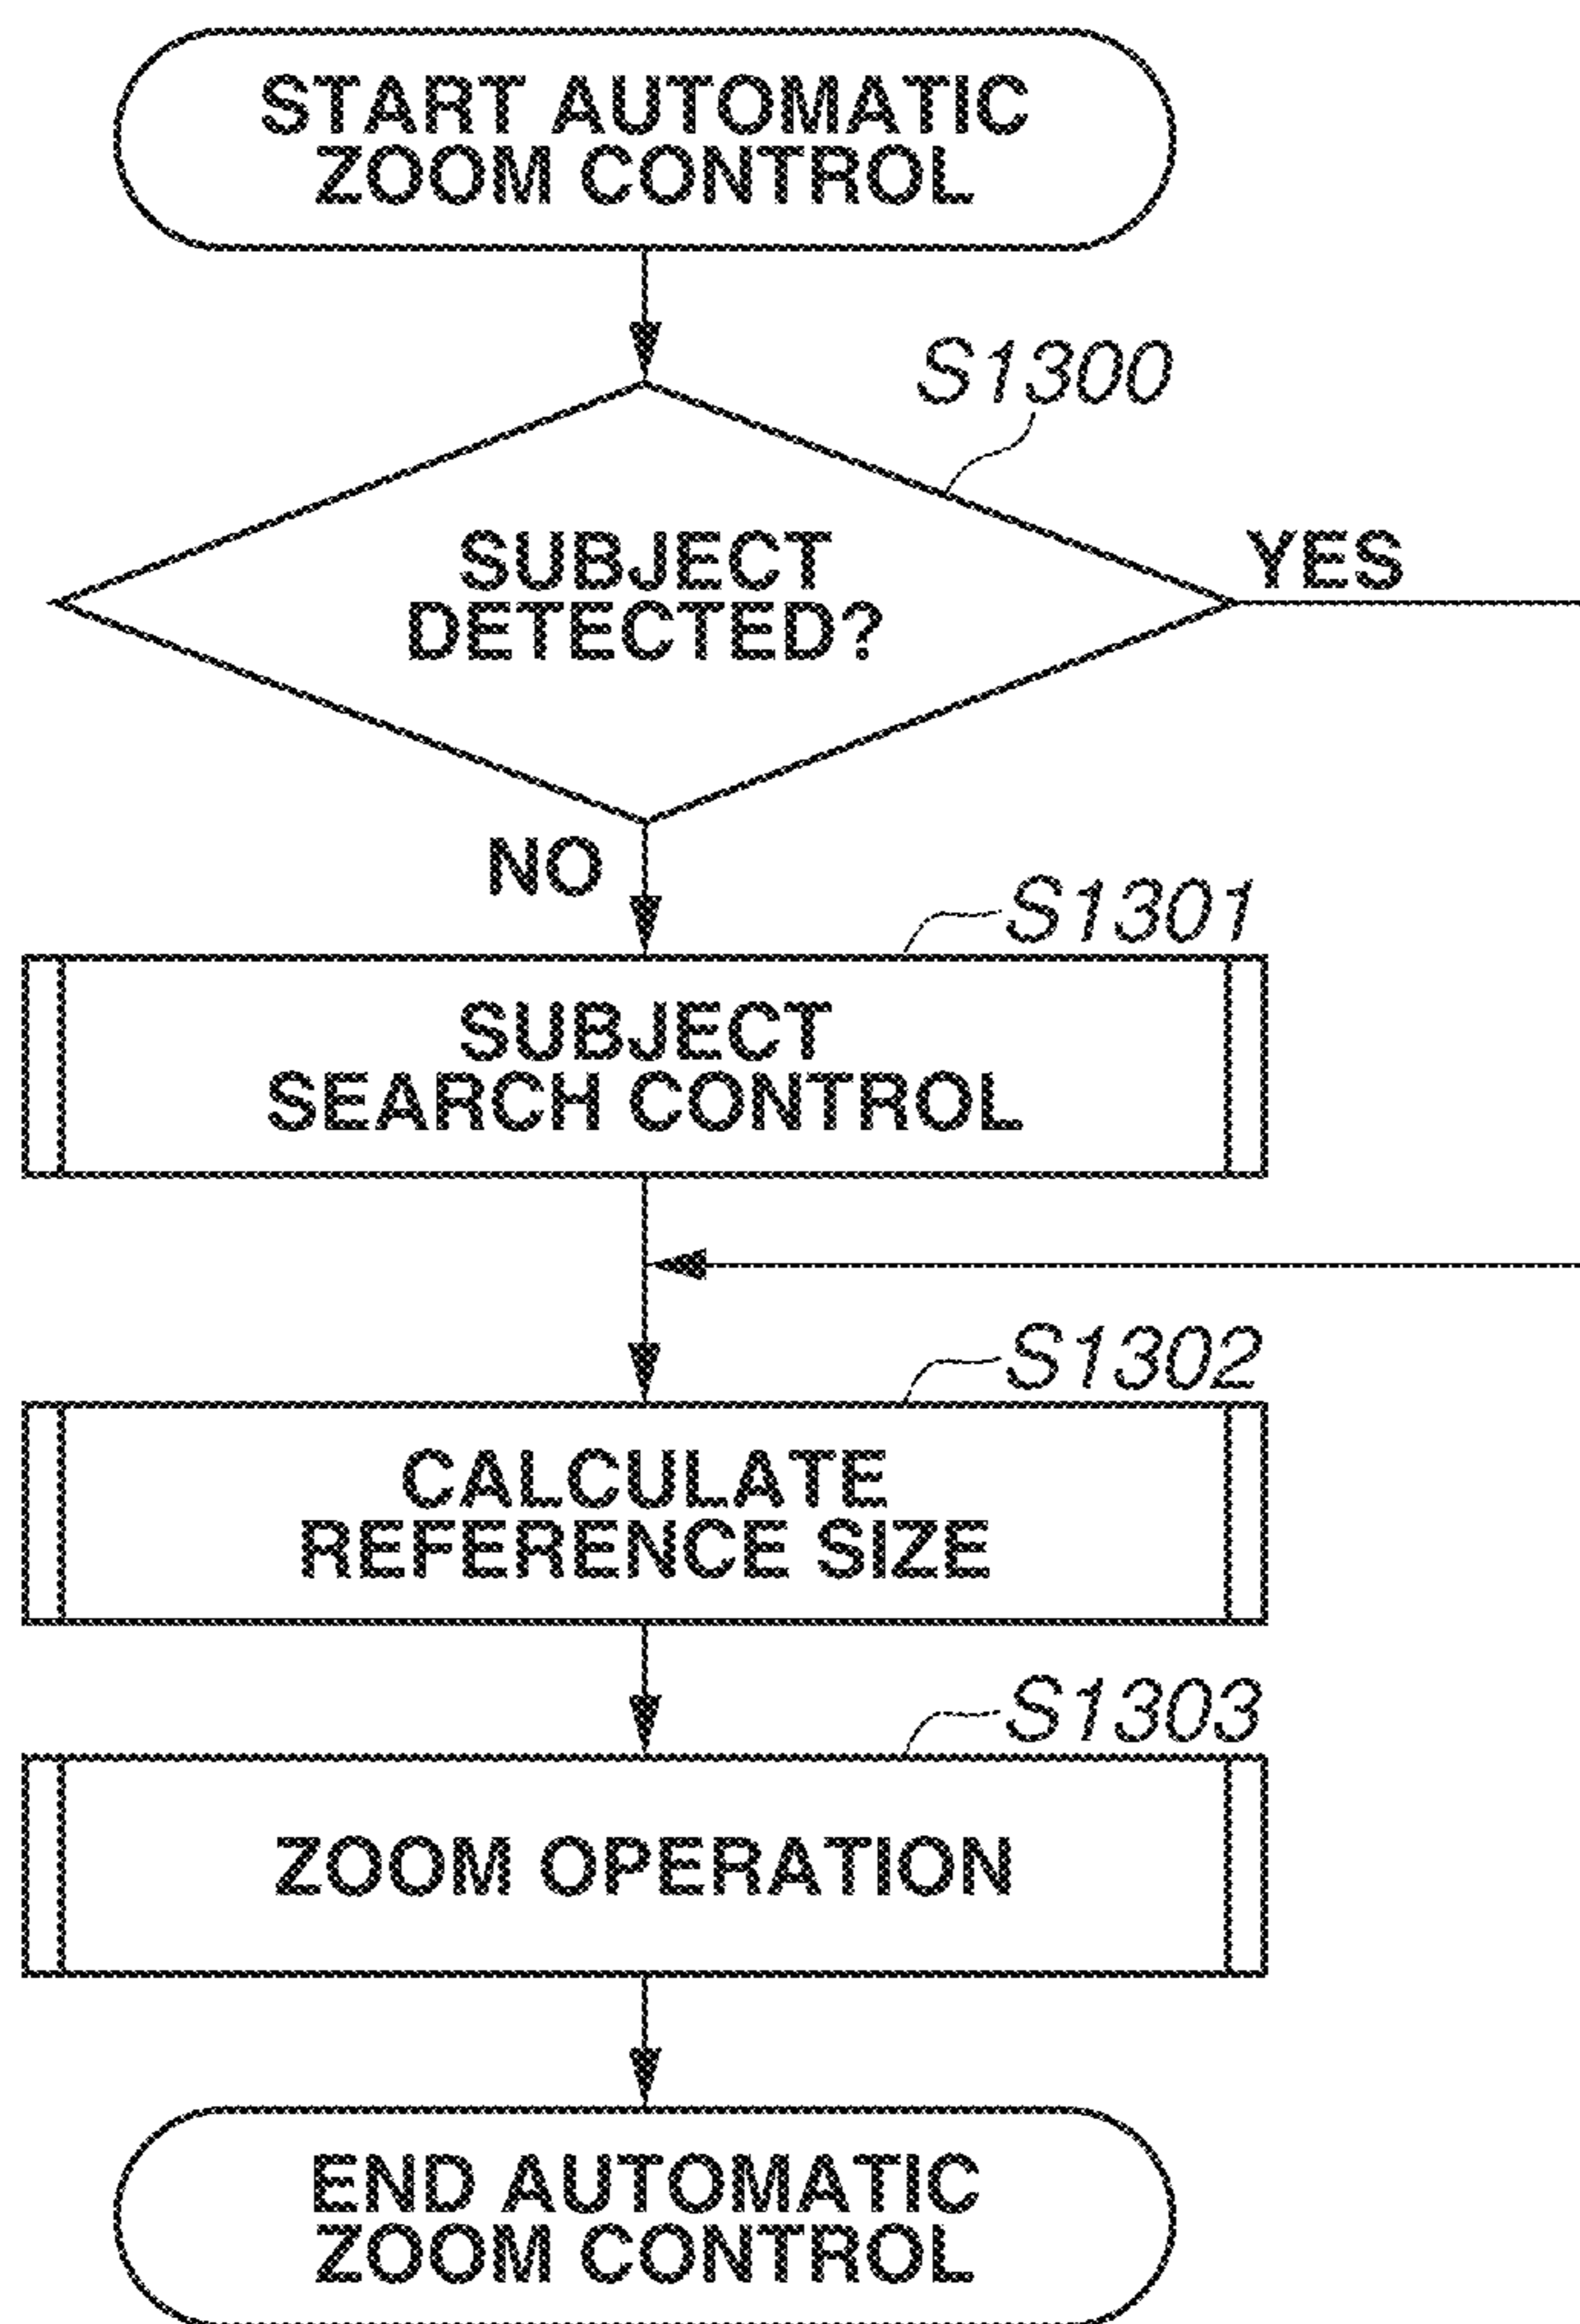 START AUTOMATIC
ZOOM CONTROL
S1300
SUBJECT
DETECTED?
YES
NO
S1301
SUBJECT
SEARCH CONTROL
S1302
CALCULATE
REFERENCE SIZE
S1303
ZOOM OPERATION
END AUTOMATIC
ZOOM CONTROL